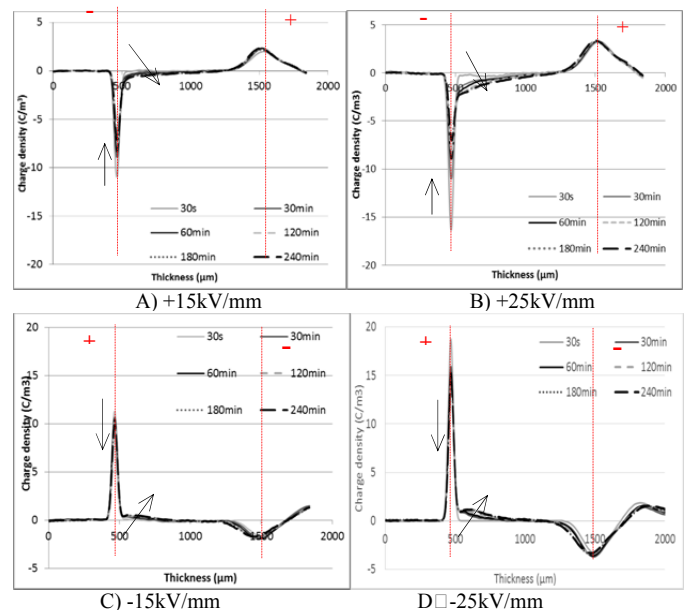 -
+
Charge density (C/m³)
5
0
-5
-10
-15
-20
0
500
1000
1500
2000
30s
30min
60min
120min
180min
240min
Thickness (µm)
A) +15kV/mm
-
+
Charge density (C/m3)
5
0
-5
-10
-15
-20
0
500
1000
1500
2000
30s
30min
60min
120min
180min
240min
Thickness (µm)
B) +25kV/mm
+
-
Charge density (C/m3)
20
15
10
5
0
-5
0
500
1000
1500
2000
30s
30min
60min
120min
180min
240min
Thickness (µm)
C) -15kV/mm
+
-
Charge density (C/m3)
20
15
10
5
0
-5
0
500
1000
1500
2000
30s
30min
60min
120min
180min
240min
Thickness (µm)
D□-25kV/mm